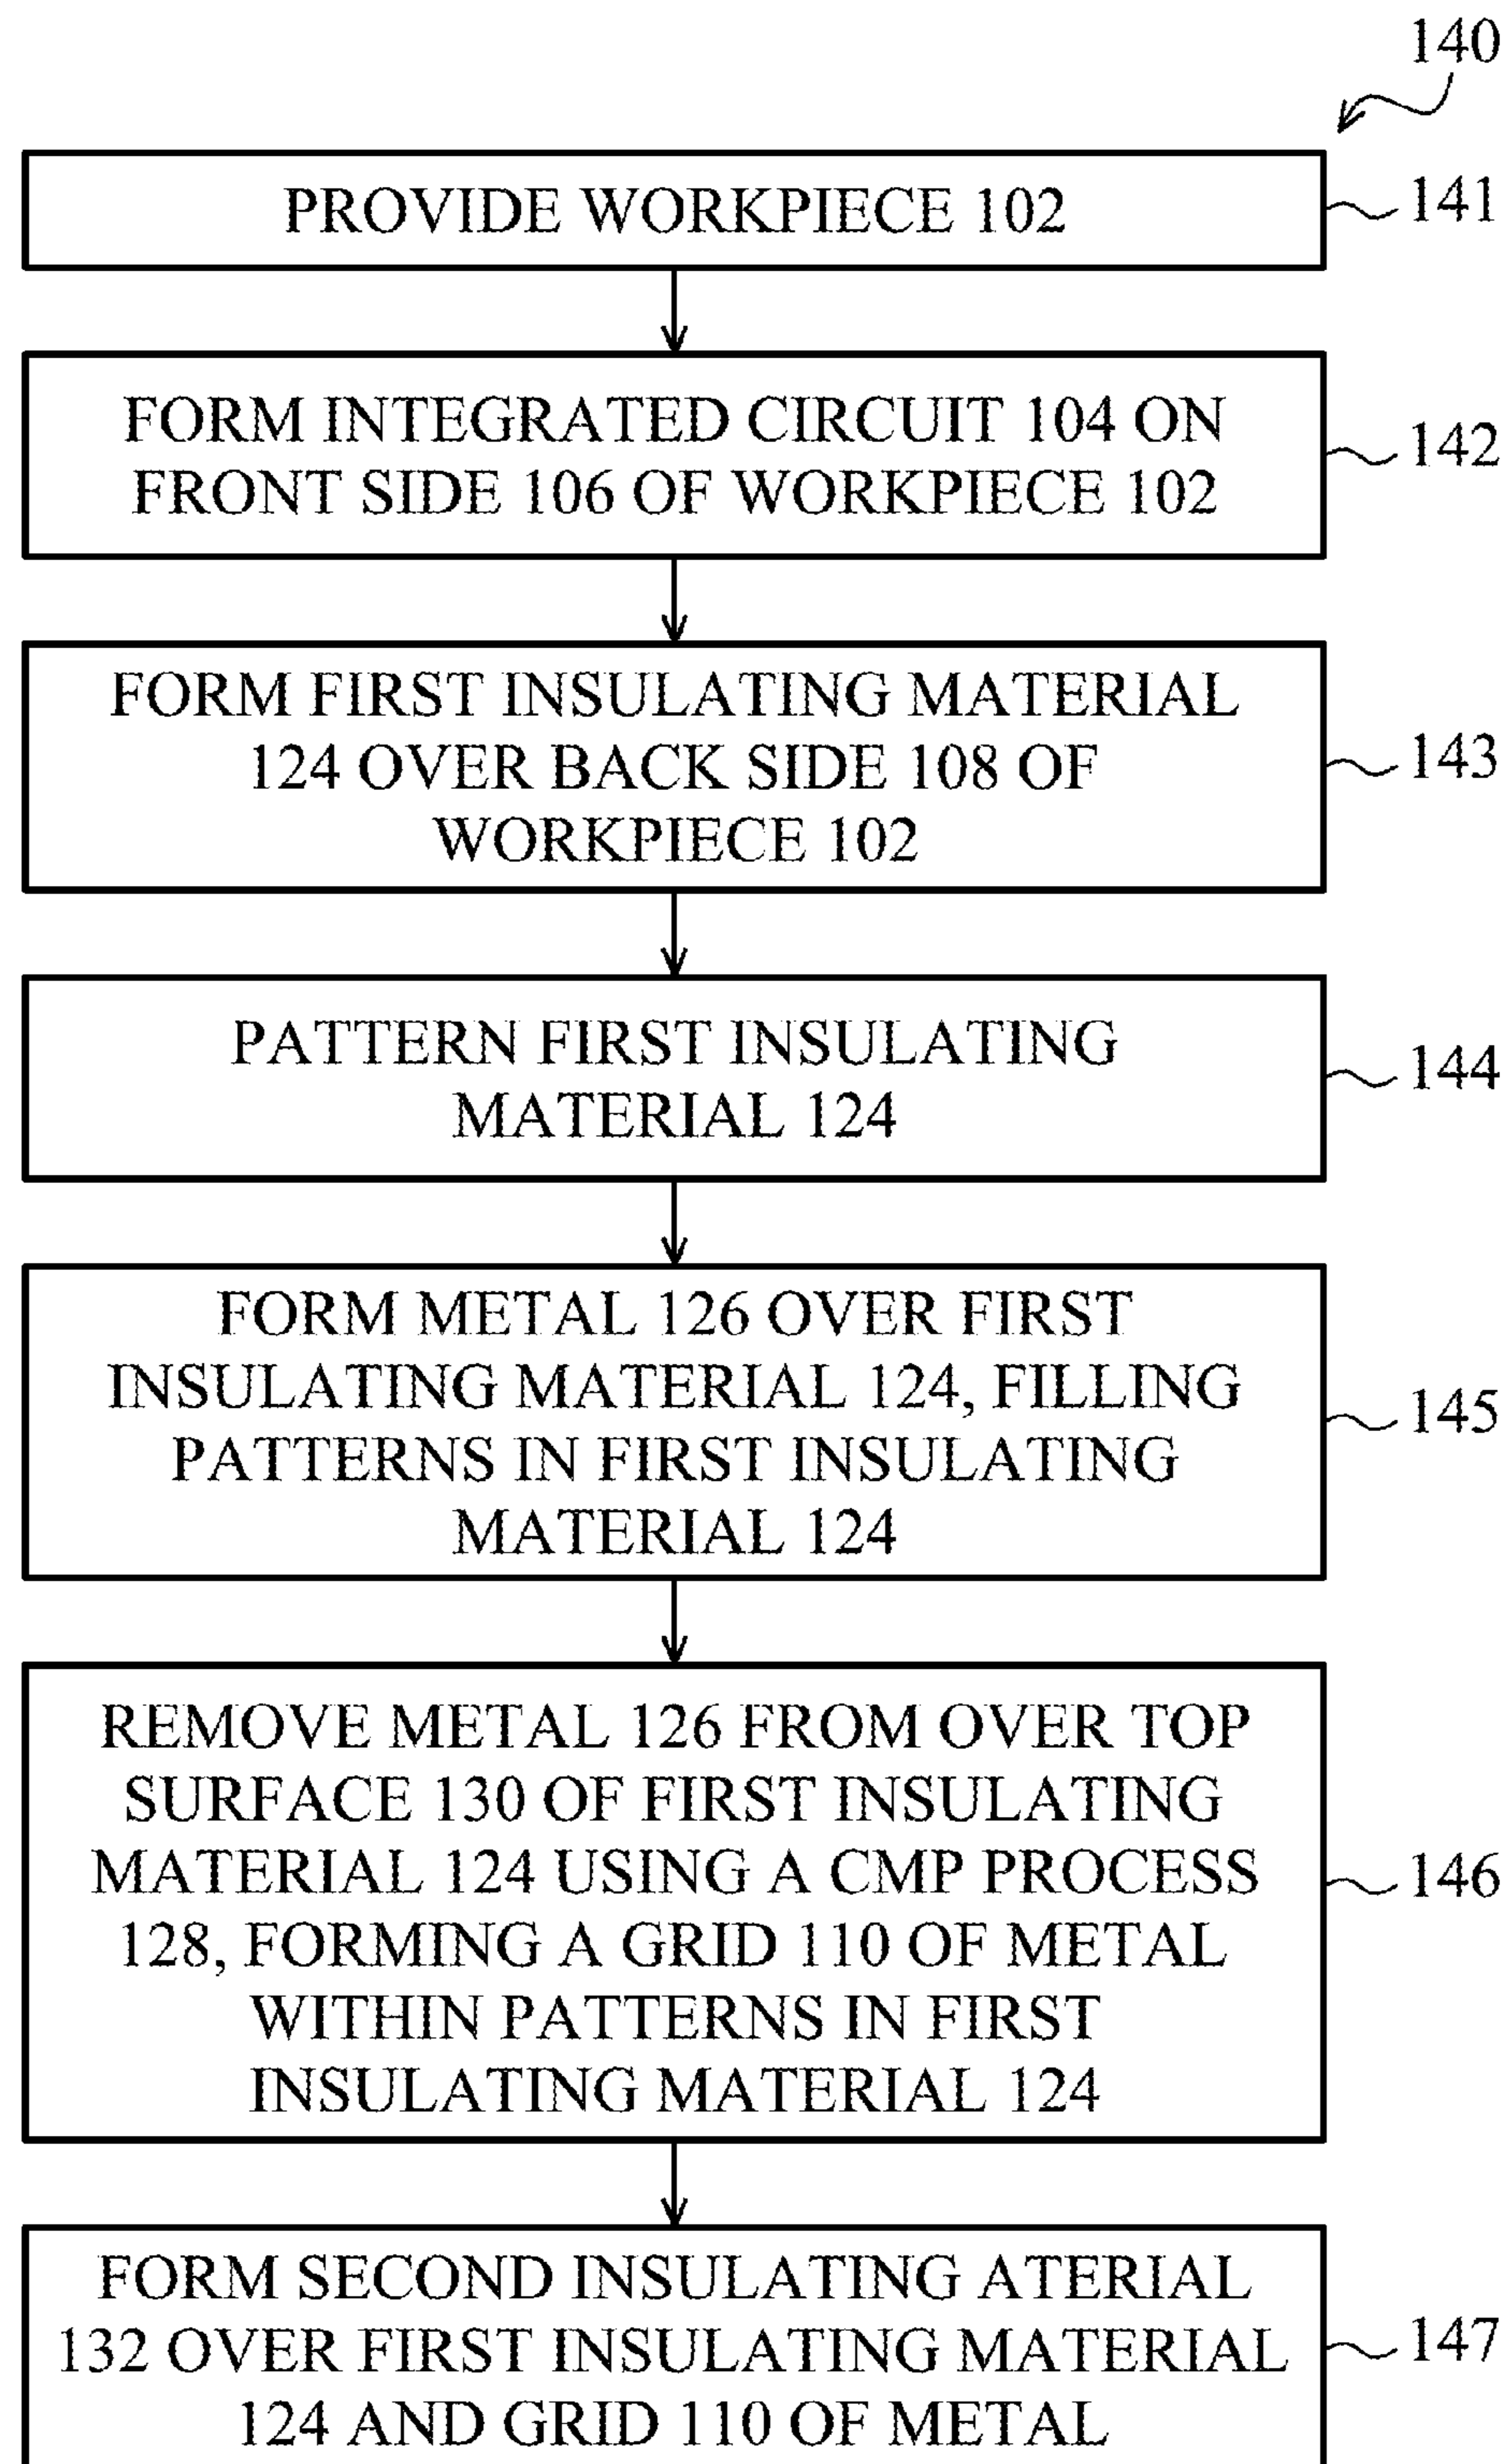 140
PROVIDE WORKPIECE 102
141
FORM INTEGRATED CIRCUIT 104 ON
FRONT SIDE 106 OF WORKPIECE 102
142
FORM FIRST INSULATING MATERIAL
124 OVER BACK SIDE 108 OF
WORKPIECE 102
143
PATTERN FIRST INSULATING
MATERIAL 124
144
FORM METAL 126 OVER FIRST
INSULATING MATERIAL 124, FILLING
PATTERNS IN FIRST INSULATING
MATERIAL 124
145
REMOVE METAL 126 FROM OVER TOP
SURFACE 130 OF FIRST INSULATING
MATERIAL 124 USING A CMP PROCESS
128, FORMING A GRID 110 OF METAL
WITHIN PATTERNS IN FIRST
INSULATING MATERIAL 124
146
FORM SECOND INSULATING ATERIAL
132 OVER FIRST INSULATING MATERIAL
124 AND GRID 110 OF METAL
147